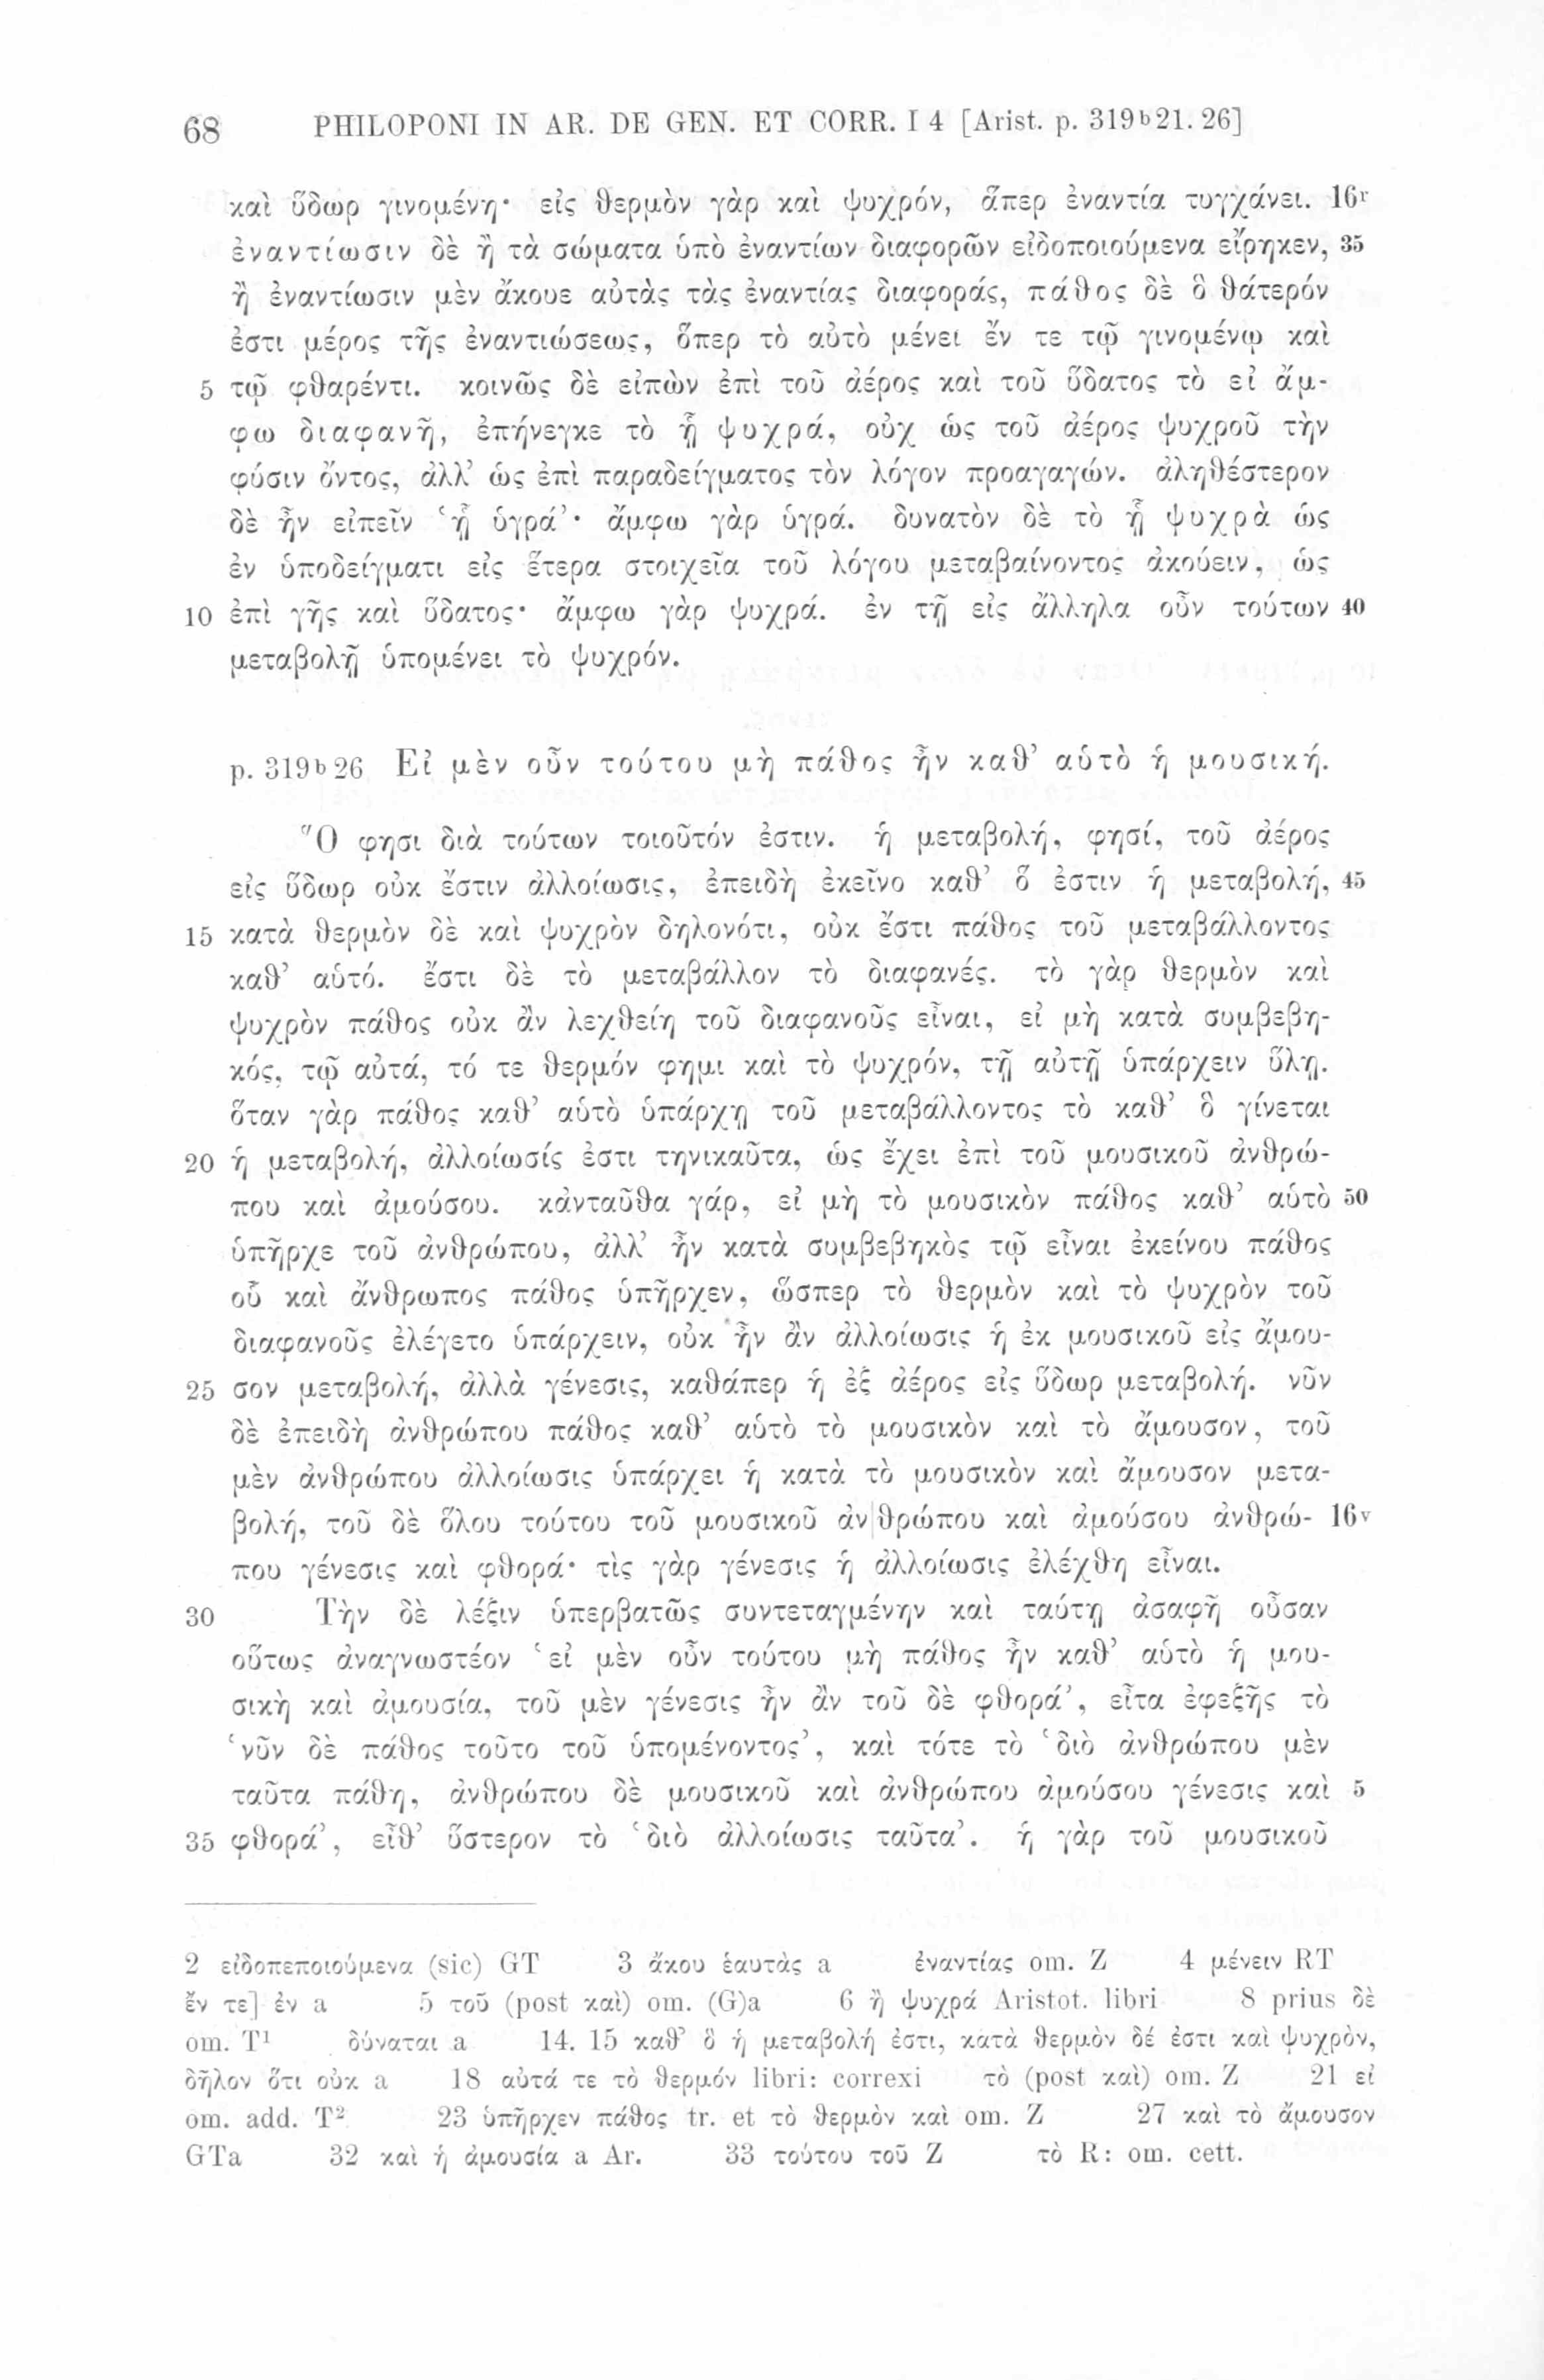 68 PHILOPONI IN AR. DE GEN. ET CORR. I 4 [Arist. p. 319b21. 26]
καὶ ὕδωρ γινομένη· εἰς θερμὸν γὰρ καὶ ψυχρόν, ἅπερ ἐναντία τυγχάνει. 16r
ἐναντίωσιν δὲ ἢ τὰ σώματα ὑπὸ ἐναντίων διαφορῶν εἰδοποιούμενα εἴρηκεν, 35
ἢ ἐναντίωσιν μὲν ἄκουε αὐτὰς τὰς ἐναντίας διαφοράς, πάθος δὲ ὃ θάτερόν
ἐστι μέρος τῆς ἐναντιώσεως, ὅπερ τὸ αὐτὸ μένει ἔν τε τῷ γινομένῳ καὶ
5 τῷ φθαρέντι. κοινῶς δὲ εἰπὼν ἐπὶ τοῦ ἀέρος καὶ τοῦ ὕδατος τὸ εἰ ἄμ-
φω διαφανῆ, ἐπήνεγκε τὸ ᾗ ψυχρά, οὐχ ὡς τοῦ ἀέρος ψυχροῦ τὴν
φύσιν ὄντος, ἀλλ’ ὡς ἐπὶ παραδείγματος τὸν λόγον προαγαγών. ἀληθέστερον
δὲ ἦν εἰπεῖν ‘ᾗ ὑγρά’· ἄμφω γὰρ ὑγρά. δυνατὸν δὲ τὸ ᾗ ψυχρὰ ὡς
ἐν ὑποδείγματι εἰς ἕτερα στοιχεῖα τοῦ λόγου μεταβαίνοντος ἀκούειν, ὡς
10 ἐπὶ γῆς καὶ ὕδατος· ἄμφω γὰρ ψυχρά. ἐν τῇ εἰς ἄλληλα οὖν τούτων 40
μεταβολῇ ὑπομένει τὸ ψυχρόν.
p. 319b26 Εἰ μὲν οὖν τούτου μὴ πάθος ἦν καθ’ αὑτὸ ἡ μουσική.
Ὅ φησι διὰ τούτων τοιοῦτόν ἐστιν. ἡ μεταβολή, φησί, τοῦ ἀέρος
εἰς ὕδωρ οὐκ ἔστιν ἀλλοίωσις, ἐπειδὴ ἐκεῖνο καθ’ ὅ ἐστιν ἡ μεταβολή, 45
15 κατὰ θερμὸν δὲ καὶ ψυχρὸν δηλονότι, οὐκ ἔστι πάθος τοῦ μεταβάλλοντος
καθ’ αὑτό. ἔστι δὲ τὸ μεταβάλλον τὸ διαφανές. τὸ γὰρ θερμὸν καὶ
ψυχρὸν πάθος οὐκ ἂν λεχθείη τοῦ διαφανοῦς εἶναι, εἰ μὴ κατὰ συμβεβη-
κός, τῷ αὐτά, τό τε θερμόν φημι καὶ τὸ ψυχρόν, τῇ αὐτῇ ὑπάρχειν ὕλῃ.
ὅταν γὰρ πάθος καθ’ αὑτὸ ὑπάρχῃ τοῦ μεταβάλλοντος τὸ καθ’ ὃ γίνεται
20 ἡ μεταβολή, ἀλλοίωσίς ἐστι τηνικαῦτα, ὡς ἔχει ἐπὶ τοῦ μουσικοῦ ἀνθρώ-
που καὶ ἀμούσου. κἀνταῦθα γάρ, εἰ μὴ τὸ μουσικὸν πάθος καθ’ αὑτὸ 50
ὑπῆρχε τοῦ ἀνθρώπου, ἀλλ’ ἦν κατὰ συμβεβηκὸς τῷ εἶναι ἐκείνου πάθος
οὗ καὶ ἄνθρωπος πάθος ὑπῆρχεν, ὥσπερ τὸ θερμὸν καὶ τὸ ψυχρὸν τοῦ
διαφανοῦς ἐλέγετο ὑπάρχειν, οὐκ ἦν ἂν ἀλλοίωσις ἡ ἐκ μουσικοῦ εἰς ἄμου-
25 σον μεταβολή, ἀλλὰ γένεσις, καθάπερ ἡ ἐξ ἀέρος εἰς ὕδωρ μεταβολή. νῦν
δὲ ἐπειδὴ ἀνθρώπου πάθος καθ’ αὑτὸ τὸ μουσικὸν καὶ τὸ ἄμουσον, τοῦ
μὲν ἀνθρώπου ἀλλοίωσις ὑπάρχει ἡ κατὰ τὸ μουσικὸν καὶ ἄμουσον μετα-
βολή, τοῦ δὲ ὅλου τούτου τοῦ μουσικοῦ ἀν|θρώπου καὶ ἀμούσου ἀνθρώ- 16v
που γένεσις καὶ φθορά· τὶς γὰρ γένεσις ἡ ἀλλοίωσις ἐλέχθη εἶναι.
30 Τὴν δὲ λέξιν ὑπερβατῶς συντεταγμένην καὶ ταύτῃ ἀσαφῆ οὖσαν
οὕτως ἀναγνωστέον ‘εἰ μὲν οὖν τούτου μὴ πάθος ἦν καθ’ αὑτὸ ἡ μου-
σικὴ καὶ ἀμουσία, τοῦ μὲν γένεσις ἦν ἂν τοῦ δὲ φθορά’, εἶτα ἐφεξῆς τὸ
‘νῦν δὲ πάθος τοῦτο τοῦ ὑπομένοντος’, καὶ τότε τὸ ‘διὸ ἀνθρώπου μὲν
ταῦτα πάθη, ἀνθρώπου δὲ μουσικοῦ καὶ ἀνθρώπου ἀμούσου γένεσις καὶ 5
35 φθορά’, εἶθ’ ὕστερον τὸ ‘διὸ ἀλλοίωσις ταῦτα’. ἡ γὰρ τοῦ μουσικοῦ
2 εἰδοπεποιούμενα (sic) GT 3 ἄκου ἑαυτὰς a ἐναντίας om. Z 4 μένειν RT
ἔν τε] ἐν a 5 τοῦ (post καὶ) om. (G)a 6 ἢ ψυχρά Aristot. libri 8 prius δὲ
om. T1 δύναται a 14. 15 καθ’ ὃ ἡ μεταβολή ἐστι, κατὰ θερμὸν δέ ἐστι καὶ ψυχρὸν,
δῆλον ὅτι οὐκ a 18 αὐτά τε τὸ θερμόν libri: correxi τὸ (post καὶ) om. Z 21 εἰ
om. add. T2 23 ὑπῆρχεν πάθος tr. et τὸ θερμὸν καὶ om. Z 27 καὶ τὸ ἄμουσον
GTa 32 καὶ ἡ ἀμουσία a Ar. 33 τούτου τοῦ Z τὸ R: om. cett.